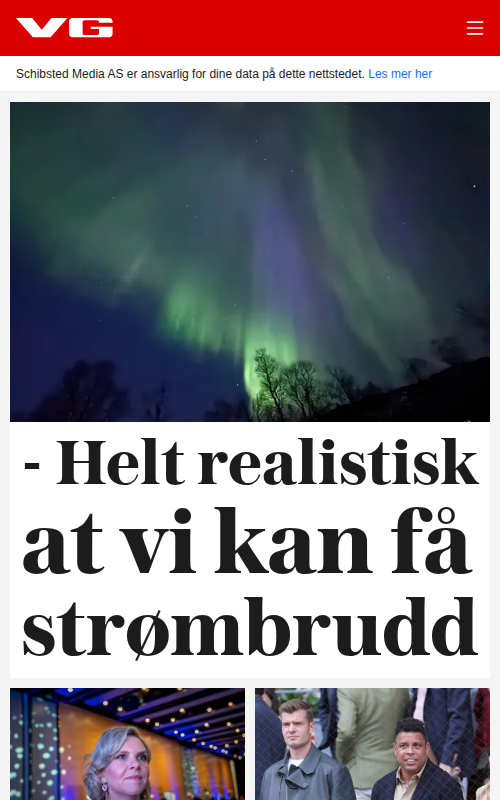 VG
Schibsted Media AS er ansvarlig for dine data på dette nettstedet. Les mer her
- Helt realistisk
at vi kan få
strømbrudd